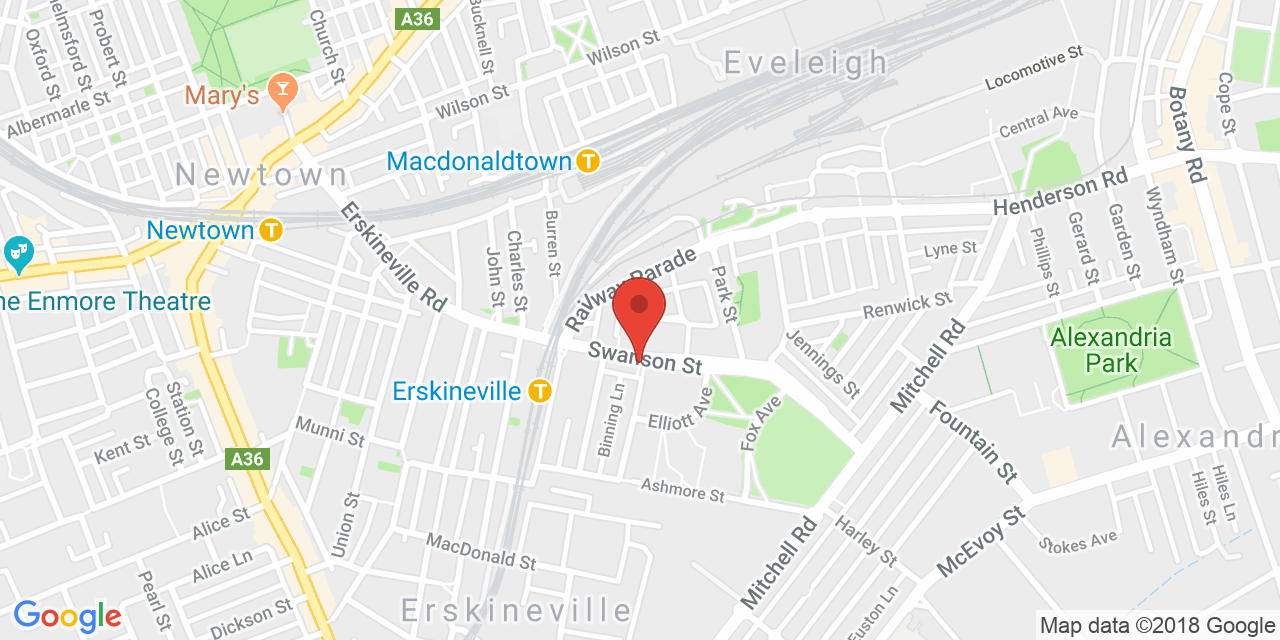 A36
Oxford St
Helmsford St
Probert St
Church St
Bucknell St
Wilson St
Eveleigh
Locomotive St
Cope St
Botany Rd
Mary's
Albermarle St
Wilson St
Central Ave
Macdonaldtown
T
Newtown
Henderson Rd
Wyndham St
Garden St
Gerard St
Phillips St
Newtown
T
Erskineville Rd
Burren St
Charles St
John St
Railway Parade
Park St
Lyne St
Renwick St
Enmore Theatre
Swanson St
Jennings St
Mitchell Rd
Alexandria
Park
Erskineville
T
Binning Ln
Elliott Ave
Fox Ave
Fountain St
Station St
College St
Munni St
Kent St
A36
Ashmore St
Hiles Ln
Hiles St
Union St
Alice St
Alice Ln
MacDonald St
Mitchell Rd
Harley St
McEvoy St
Stokes Ave
Pearl St
Dickson St
Erskineville
Euston Ln
Google
Map data ©2018 Google